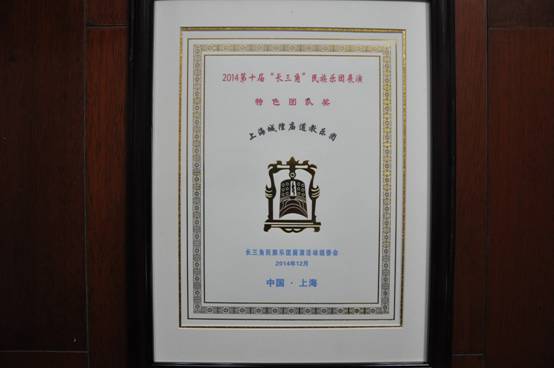 2014第十届“长三角”民族乐团展演
特色团队奖
上海城隍庙道教乐团
长三角民族乐团展演活动组委会
2014年12月
中国·上海